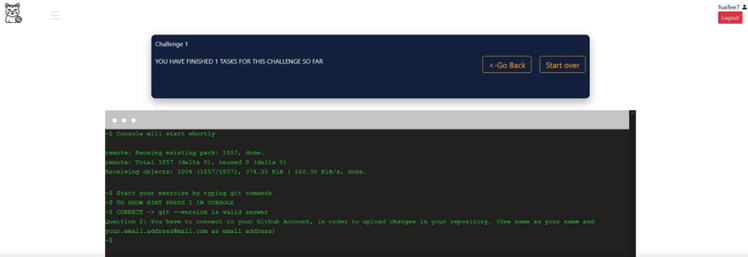 fsaifee7
Logout
Challenge 1
YOU HAVE FINISHED 1 TASKS FOR THIS CHALLENGE SO FAR
<-Go Back
Start over
~$ Console will start shortly
remote: Reusing existing pack: 1857, done.
remote: Total 1857 (delta 0), reused 0 (delta 0)
Receiving objects: 100% (1857/1857), 374.35 KiB | 268.00 KiB/s, done.
~$ Start your exercise by typing git comands
~$ TO SHOW HINT PRESS 1 IN CONSOLE
~$ CORRECT -> git --version is valid answer
Question 2: You have to connect to your Github Account, in order to upload changes in your repository. (Use name as your name and
your.email.address@mail.com as email address)
~$